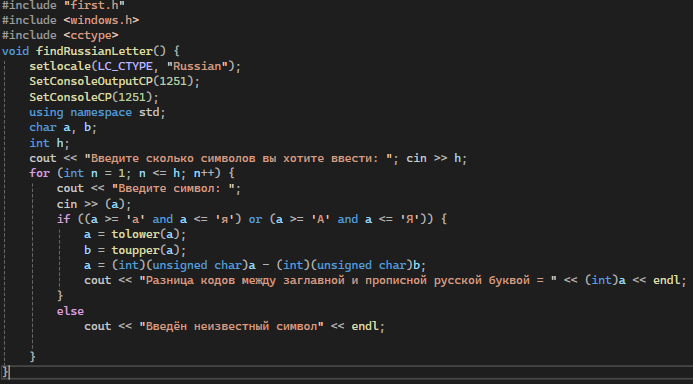 #include "first.h"
#include <windows.h>
#include <cctype>
void findRussianLetter() {
setlocale(LC_CTYPE, "Russian");
SetConsoleOutputCP(1251);
SetConsoleCP(1251);
using namespace std;
char a, b;
int h;
cout << "Введите сколько символов вы хотите ввести: "; cin >> h;
for (int n = 1; n <= h; n++) {
cout << "Введите символ: ";
cin >> (a);
if ((a >= 'а' and a <= 'я') or (a >= 'А' and a <= 'Я')) {
a = tolower(a);
b = toupper(a);
a = (int)(unsigned char)a - (int)(unsigned char)b;
cout << "Разница кодов между заглавной и прописной русской буквой = " << (int)a << endl;
}
else
cout << "Введён неизвестный символ" << endl;
}
}